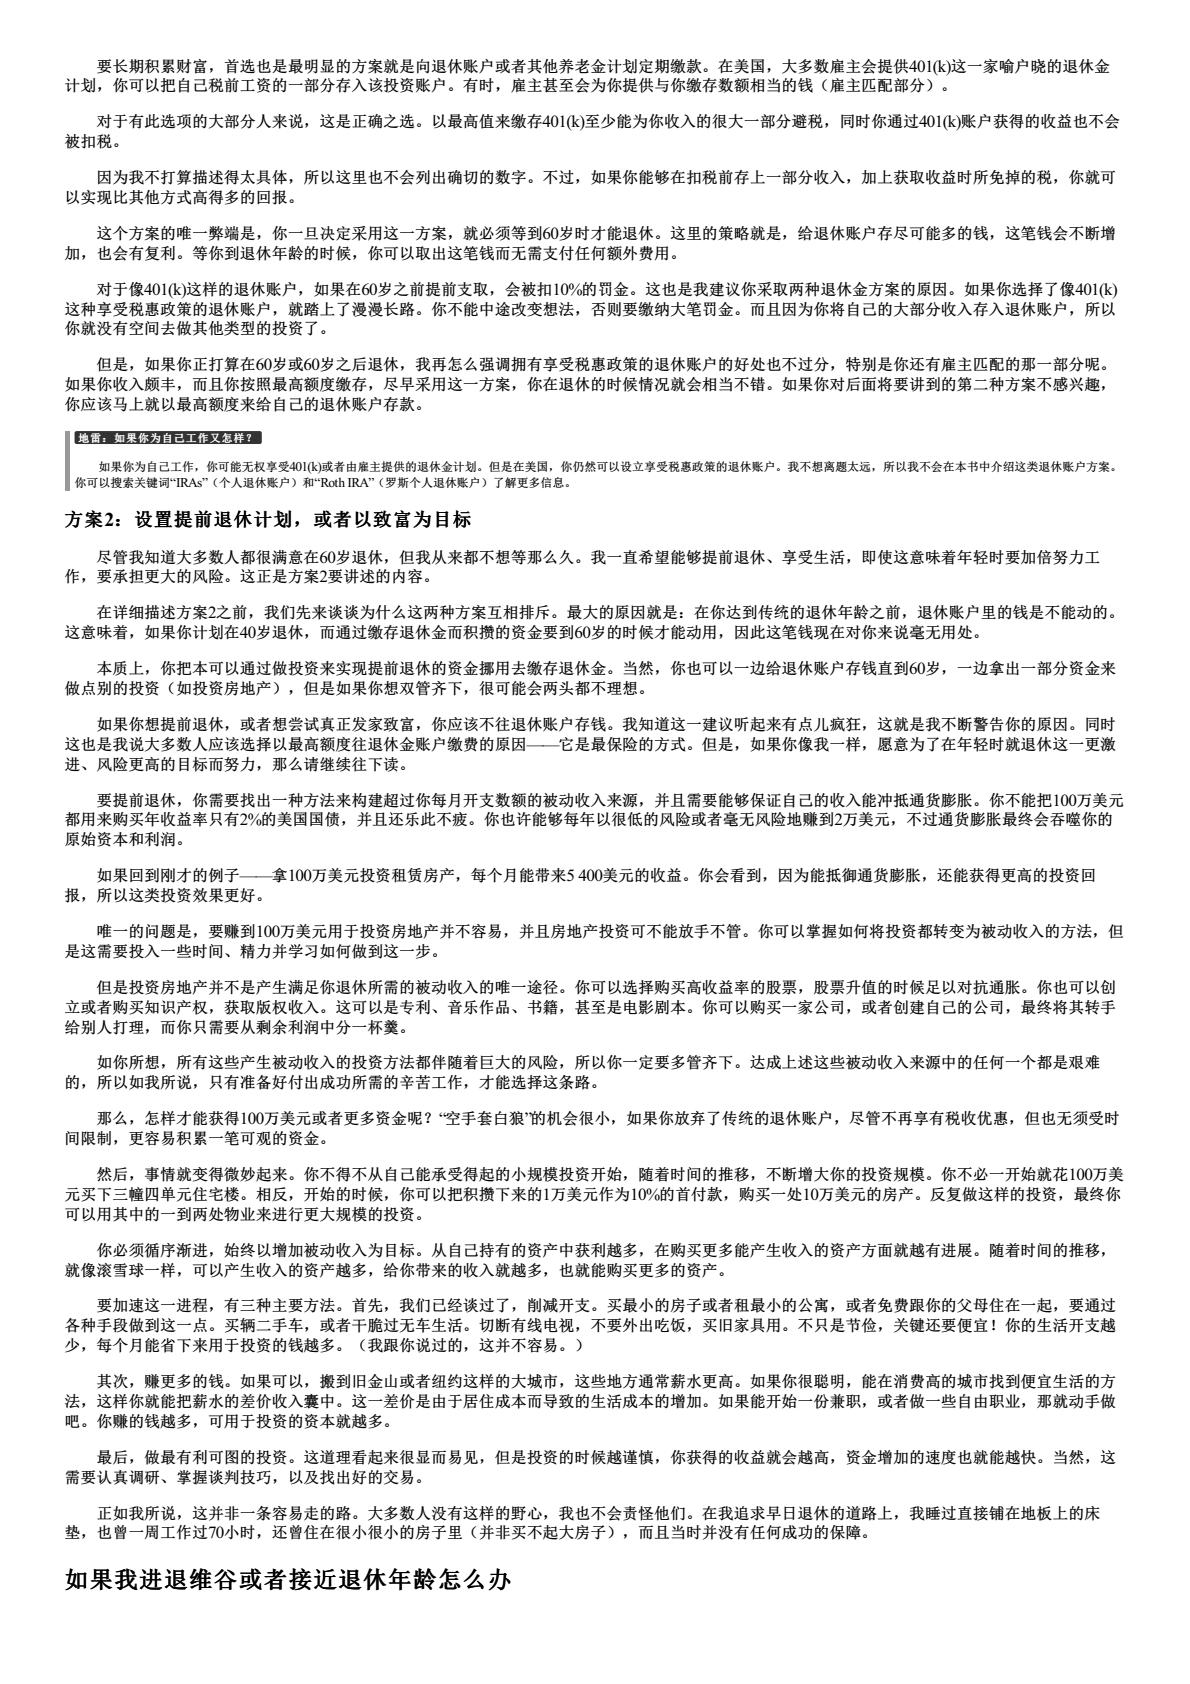 要长期积累财富，首选也是最明显的方案就是向退休账户或者其他养老金计划定期缴款。在美国，大多数雇主会提供401(k)这一家喻户晓的退休金
计划，你可以把自己税前工资的一部分存入该投资账户。有时，雇主甚至会为你提供与你缴存数额相当的钱（雇主匹配部分）。
对于有此选项的大部分人来说，这是正确之选。以最高值来缴存401(k)至少能为你收入的很大一部分避税，同时你通过401(k)账户获得的收益也不会
被扣税。
因为我不打算描述得太具体，所以这里也不会列出确切的数字。不过，如果你能够在扣税前存上一部分收入，加上获取收益时所免掉的税，你就可
以实现比其他方式高得多的回报。
这个方案的唯一弊端是，你一旦决定采用这一方案，就必须等到60岁时才能退休。这里的策略就是，给退休账户存尽可能多的钱，这笔钱会不断增
加，也会有复利。等你到退休年龄的时候，你可以取出这笔钱而无需支付任何额外费用。
对于像401(k)这样的退休账户，如果在60岁之前提前支取，会被扣10%的罚金。这也是我建议你采取两种退休金方案的原因。如果你选择了像401(k)
这种享受税惠政策的退休账户，就踏上了漫漫长路。你不能中途改变想法，否则要缴纳大笔罚金。而且因为你将自己的大部分收入存入退休账户，所以
你就没有空间去做其他类型的投资了。
但是，如果你正打算在60岁或60岁之后退休，我再怎么强调拥有享受税惠政策的退休账户的好处也不过分，特别是你还有雇主匹配的那一部分呢。
如果你收入颇丰，而且你按照最高额度缴存，尽早采用这一方案，你在退休的时候情况就会相当不错。如果你对后面将要讲到的第二种方案不感兴趣，
你应该马上就以最高额度来给自己的退休账户存款。
地雷：如果你为自己工作又怎样？
如果你为自己工作，你可能无权享受401(k)或者由雇主提供的退休金计划。但是在美国，你仍然可以设立享受税惠政策的退休账户。我不想离题太远，所以我不会在本书中介绍这类退休账户方案。
你可以搜索关键词“IRAs”（个人退休账户）和“Roth IRA”（罗斯个人退休账户）了解更多信息。
方案2：设置提前退休计划，或者以致富为目标
尽管我知道大多数人都很满意在60岁退休，但我从来都不想等那么久。我一直希望能够提前退休、享受生活，即使这意味着年轻时要加倍努力工
作，要承担更大的风险。这正是方案2要讲述的内容。
在详细描述方案2之前，我们先来谈谈为什么这两种方案互相排斥。最大的原因就是：在你达到传统的退休年龄之前，退休账户里的钱是不能动的。
这意味着，如果你计划在40岁退休，而通过缴存退休金而积攒的资金要到60岁的时候才能动用，因此这笔钱现在对你来说毫无用处。
本质上，你把本可以通过做投资来实现提前退休的资金挪用去缴存退休金。当然，你也可以一边给退休账户存钱直到60岁，一边拿出一部分资金来
做点别的投资（如投资房地产），但是如果你想双管齐下，很可能会两头都不理想。
如果你想提前退休，或者想尝试真正发家致富，你应该不往退休账户存钱。我知道这一建议听起来有点儿疯狂，这就是我不断警告你的原因。同时
这也是我说大多数人应该选择以最高额度往退休金账户缴费的原因——它是最保险的方式。但是，如果你像我一样，愿意为了在年轻时就退休这一更激
进、风险更高的目标而努力，那么请继续往下读。
要提前退休，你需要找出一种方法来构建超过你每月开支数额的被动收入来源，并且需要能够保证自己的收入能冲抵通货膨胀。你不能把100万美元
都用来购买年收益率只有2%的美国国债，并且还乐此不疲。你也许能够每年以很低的风险或者毫无风险地赚到2万美元，不过通货膨胀最终会吞噬你的
原始资本和利润。
如果回到刚才的例子——拿100万美元投资租赁房产，每个月能带来5 400美元的收益。你会看到，因为能抵御通货膨胀，还能获得更高的投资回
报，所以这类投资效果更好。
唯一的问题是，要赚到100万美元用于投资房地产并不容易，并且房地产投资可不能放手不管。你可以掌握如何将投资都转变为被动收入的方法，但
是这需要投入一些时间、精力并学习如何做到这一步。
但是投资房地产并不是产生满足你退休所需的被动收入的唯一途径。你可以选择购买高收益率的股票，股票升值的时候足以对抗通胀。你也可以创
立或者购买知识产权，获取版权收入。这可以是专利、音乐作品、书籍，甚至是电影剧本。你可以购买一家公司，或者创建自己的公司，最终将其转手
给别人打理，而你只需要从剩余利润中分一杯羹。
如你所想，所有这些产生被动收入的投资方法都伴随着巨大的风险，所以你一定要多管齐下。达成上述这些被动收入来源中的任何一个都是艰难
的，所以如我所说，只有准备好付出成功所需的辛苦工作，才能选择这条路。
那么，怎样才能获得100万美元或者更多资金呢？“空手套白狼”的机会很小，如果你放弃了传统的退休账户，尽管不再享有税收优惠，但也无须受时
间限制，更容易积累一笔可观的资金。
然后，事情就变得微妙起来。你不得不从自己能承受得起的小规模投资开始，随着时间的推移，不断增大你的投资规模。你不必一开始就花100万美
元买下三幢四单元住宅楼。相反，开始的时候，你可以把积攒下来的1万美元作为10%的首付款，购买一处10万美元的房产。反复做这样的投资，最终你
可以用其中的一到两处物业来进行更大规模的投资。
你必须循序渐进，始终以增加被动收入为目标。从自己持有的资产中获利越多，在购买更多能产生收入的资产方面就越有进展。随着时间的推移，
就像滚雪球一样，可以产生收入的资产越多，给你带来的收入就越多，也就能购买更多的资产。
要加速这一进程，有三种主要方法。首先，我们已经谈过了，削减开支。买最小的房子或者租最小的公寓，或者免费跟你的父母住在一起，要通过
各种手段做到这一点。买辆二手车，或者干脆过无车生活。切断有线电视，不要外出吃饭，买旧家具用。不只是节俭，关键还要便宜！你的生活开支越
少，每个月能省下来用于投资的钱越多。（我跟你说过的，这并不容易。）
其次，赚更多的钱。如果可以，搬到旧金山或者纽约这样的大城市，这些地方通常薪水更高。如果你很聪明，能在消费高的城市找到便宜生活的方
法，这样你就能把薪水的差价收入囊中。这一差价是由于居住成本而导致的生活成本的增加。如果能开始一份兼职，或者做一些自由职业，那就动手做
吧。你赚的钱越多，可用于投资的资本就越多。
最后，做最有利可图的投资。这道理看起来很显而易见，但是投资的时候越谨慎，你获得的收益就会越高，资金增加的速度也就能越快。当然，这
需要认真调研、掌握谈判技巧，以及找出好的交易。
正如我所说，这并非一条容易走的路。大多数人没有这样的野心，我也不会责怪他们。在我追求早日退休的道路上，我睡过直接铺在地板上的床
垫，也曾一周工作过70小时，还曾住在很小很小的房子里（并非买不起大房子），而且当时并没有任何成功的保障。
如果我进退维谷或者接近退休年龄怎么办